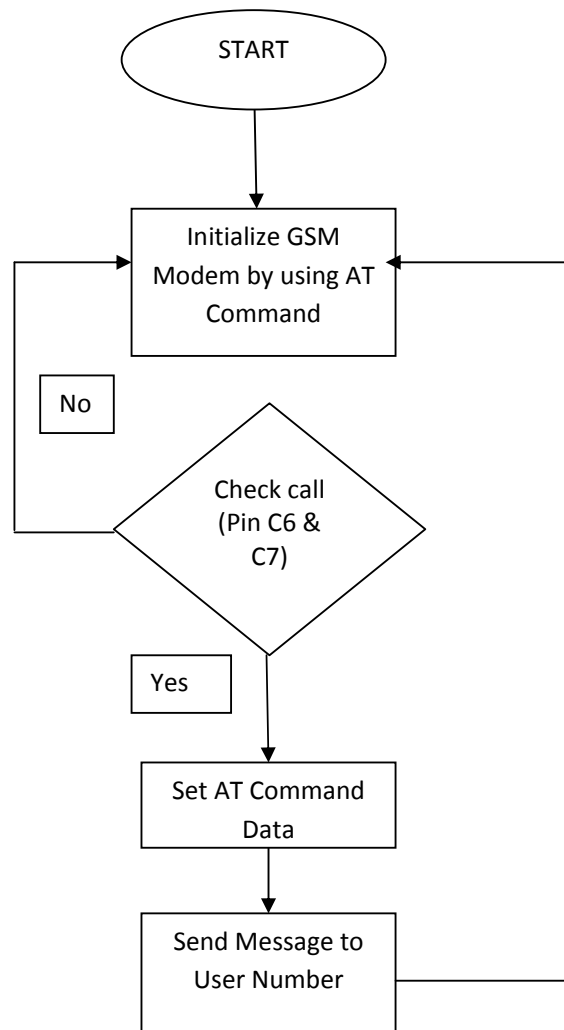 START
Initialize GSM
Modem by using AT
Command
No
Check call
(Pin C6 &
C7)
Yes
Set AT Command
Data
Send Message to
User Number